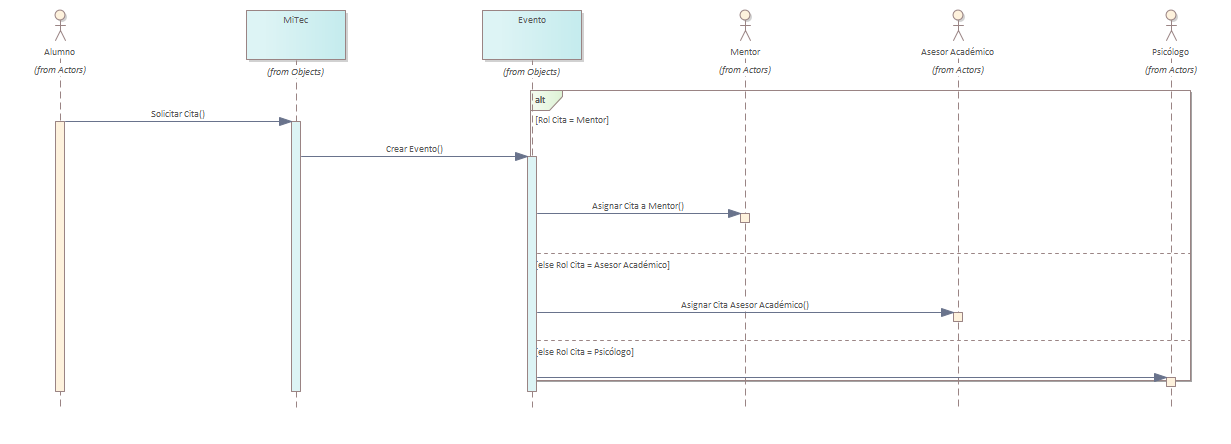 Alumno
(from Actors)
MiTec
(from Objects)
Evento
(from Objects)
Mentor
(from Actors)
Asesor Académico
(from Actors)
Psicólogo
(from Actors)
alt
[Rol Cita = Mentor]
Solicitar Cita()
Crear Evento()
Asignar Cita a Mentor()
[else Rol Cita = Asesor Académico]
Asignar Cita Asesor Académico()
[else Rol Cita = Psicólogo]